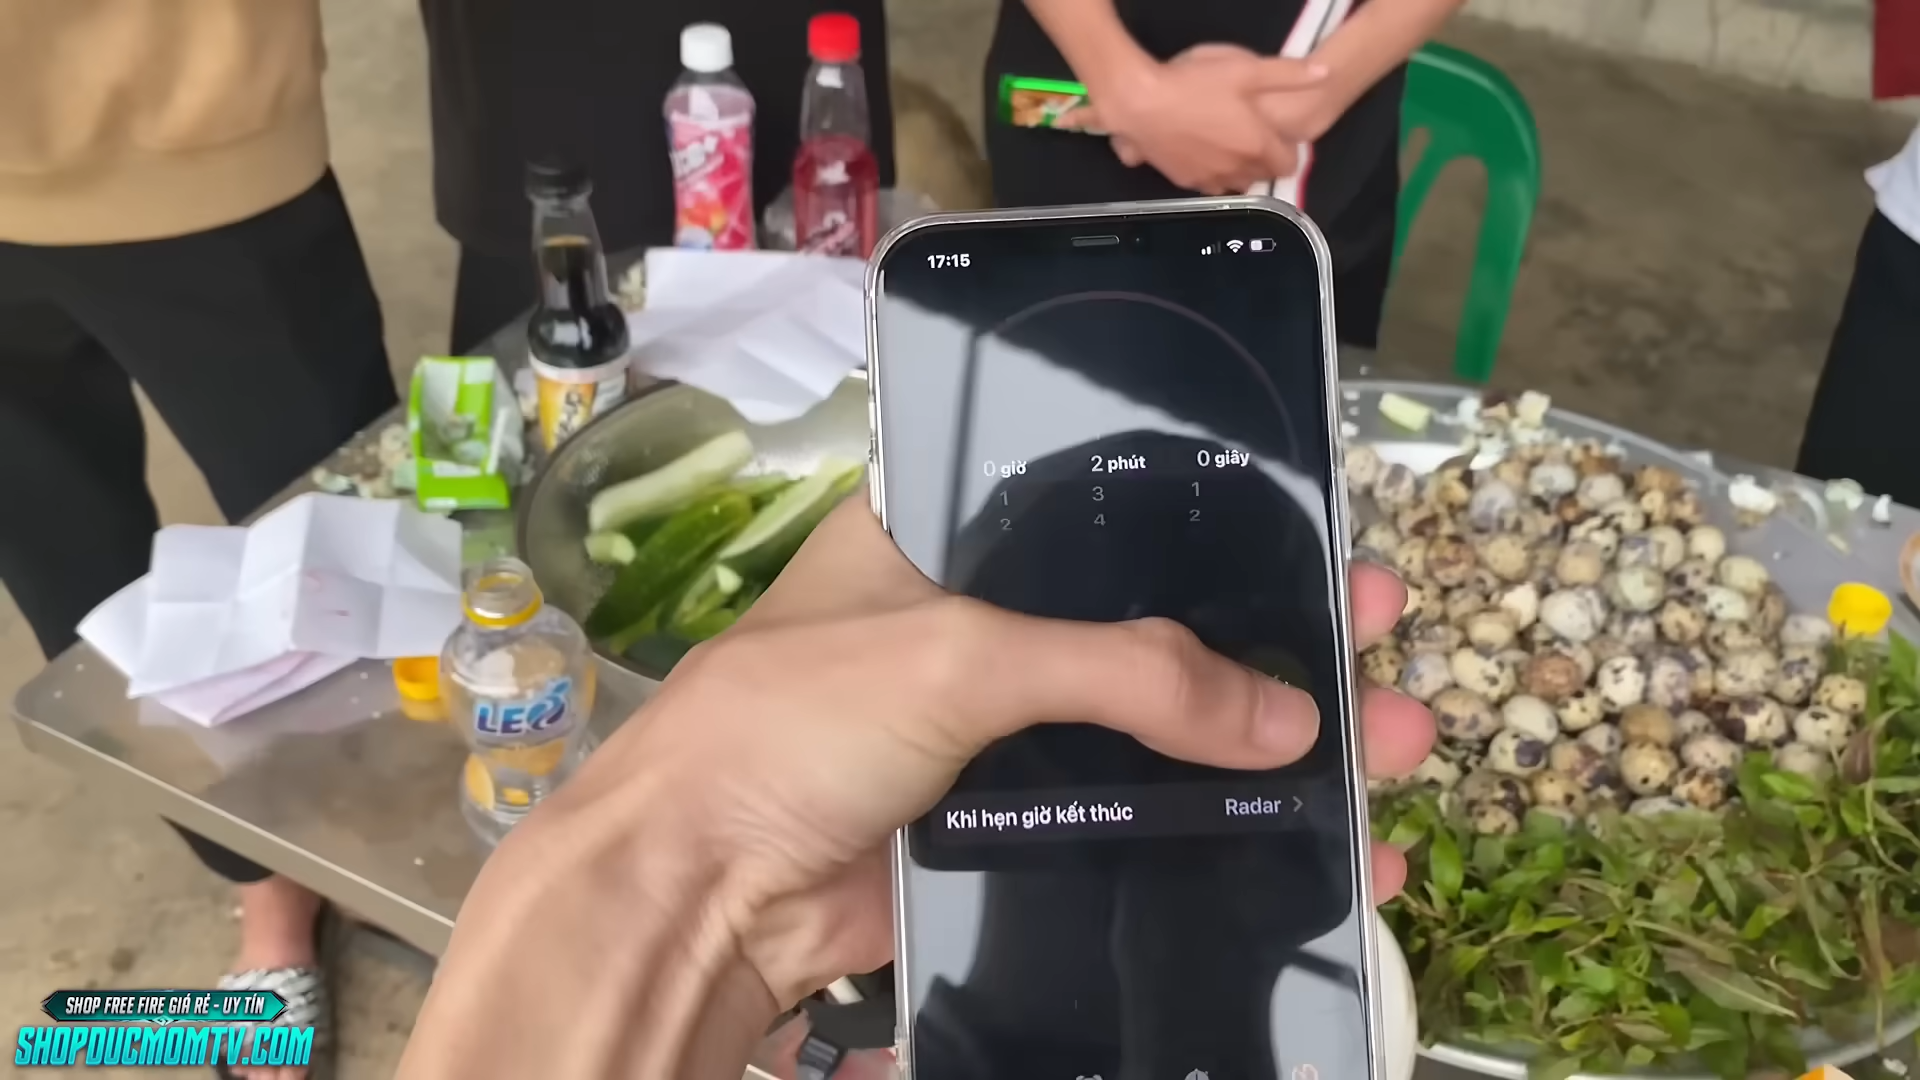 17:15
0 giờ 2 phút 0 giây
1 3 1
2 4 2
Khi hẹn giờ kết thúc Radar
LEO
SHOP FREE FIRE GIÁ RẺ - UY TÍN
SHOPDUCMOMTV.COM